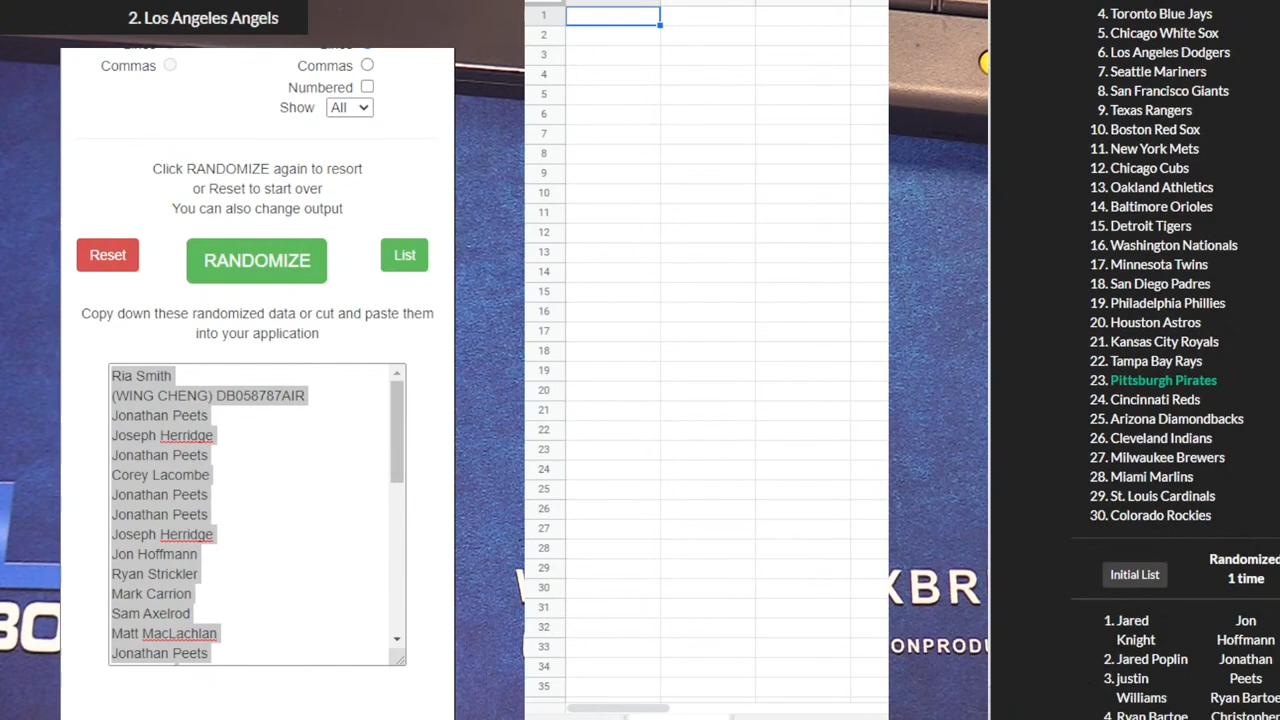 2. Los Angeles Angels
Commas
Commas
Numbered
Show All
Click RANDOMIZE again to resort
or Reset to start over
You can also change output
Reset
RANDOMIZE
List
Copy down these randomized data or cut and paste them
into your application
Ria Smith
(WING CHENG) DB058787AIR
Jonathan Peets
Joseph Herridge
Jonathan Peets
Corey Lacombe
Jonathan Peets
Jonathan Peets
Joseph Herridge
Jon Hoffmann
Ryan Strickler
Mark Carrion
Sam Axelrod
Matt MacLachlan
Jonathan Peets
1
2
3
4
5
6
7
8
9
10
11
12
13
14
15
16
17
18
19
20
21
22
23
24
25
26
27
28
29
30
31
32
33
34
35
4. Toronto Blue Jays
5. Chicago White Sox
6. Los Angeles Dodgers
7. Seattle Mariners
8. San Francisco Giants
9. Texas Rangers
10. Boston Red Sox
11. New York Mets
12. Chicago Cubs
13. Oakland Athletics
14. Baltimore Orioles
15. Detroit TIgers
16. Washington Nationals
17. Minnesota Twins
18. San Diego Padres
19. Philadelphia Phillies
20. Houston Astros
21. Kansas City Royals
22. Tampa Bay Rays
23. Pittsburgh Pirates
24. Cincinnati Reds
25. Arizona Diamondba
26. Cleveland Indians
27. Milwaukee Brewers
28. Miami Marlins
29. St. Louis Cardinals
30. Colorado Rockies
Initial List
Randomized
1 time
1. Jared Knight
2. Jared Poplin
3. justin Williams
4. Ryan Bartoe
Jon Hoffmann
Jonathan Peets
Ryan Barto
Christoph
BO
XBR
ONPRODU